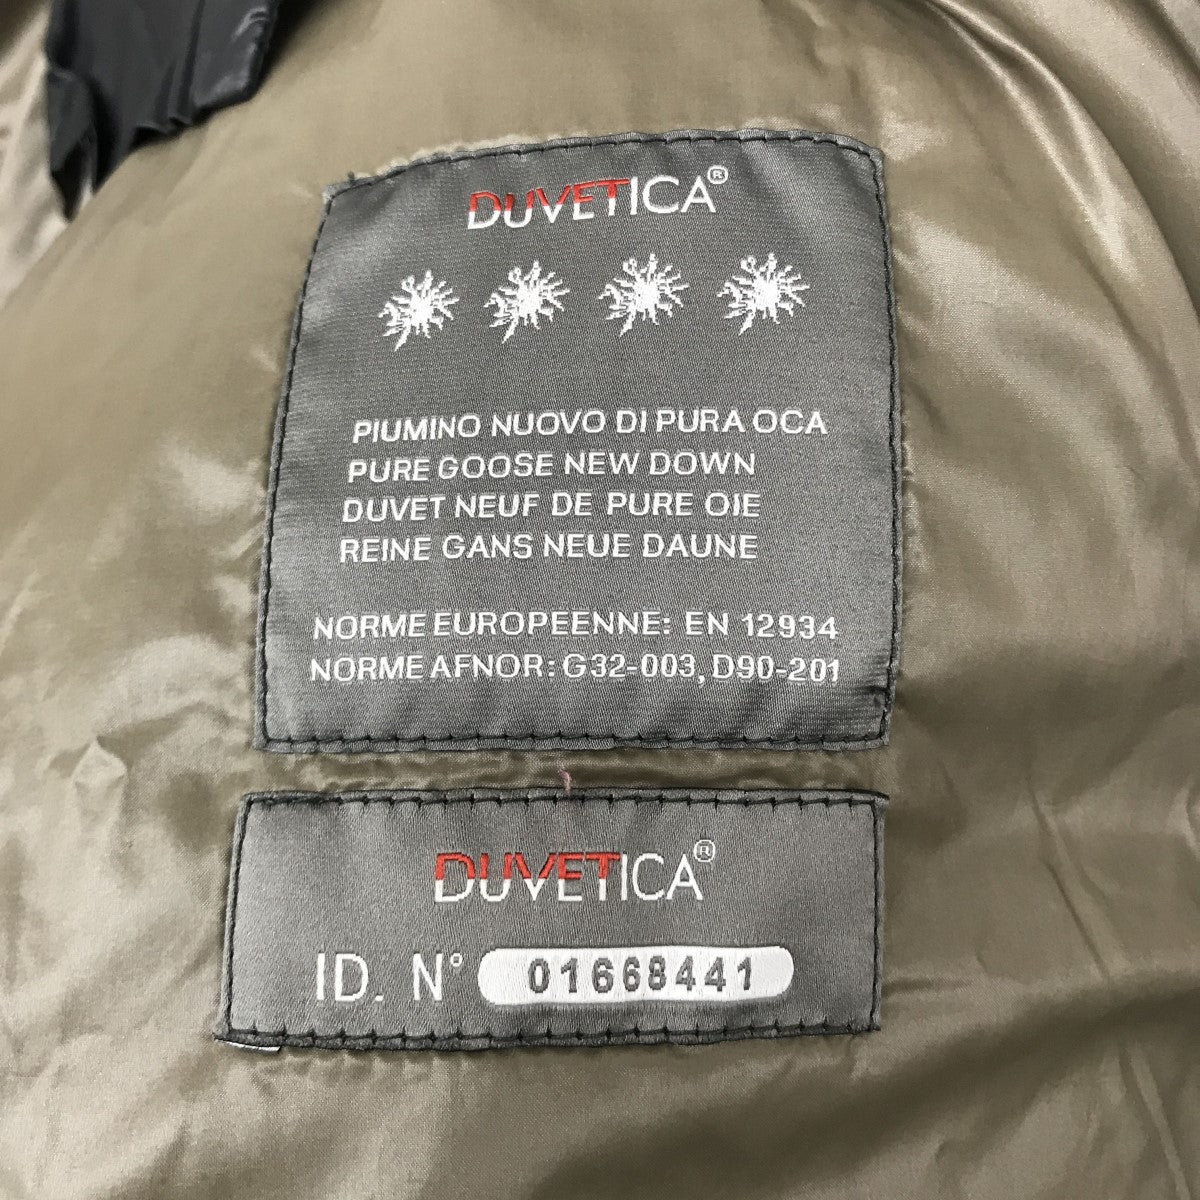 DUVETICA®
PIUMINO NUOVO DI PURA OCA
PURE GOOSE NEW DOWN
DUVET NEUF DE PURE OIE
REINE GANS NEUE DAUNE
NORME EUROPEENNE: EN 12934
NORME AFNOR: G32-003, D90-201
DUVETICA®
ID. N° 01668441